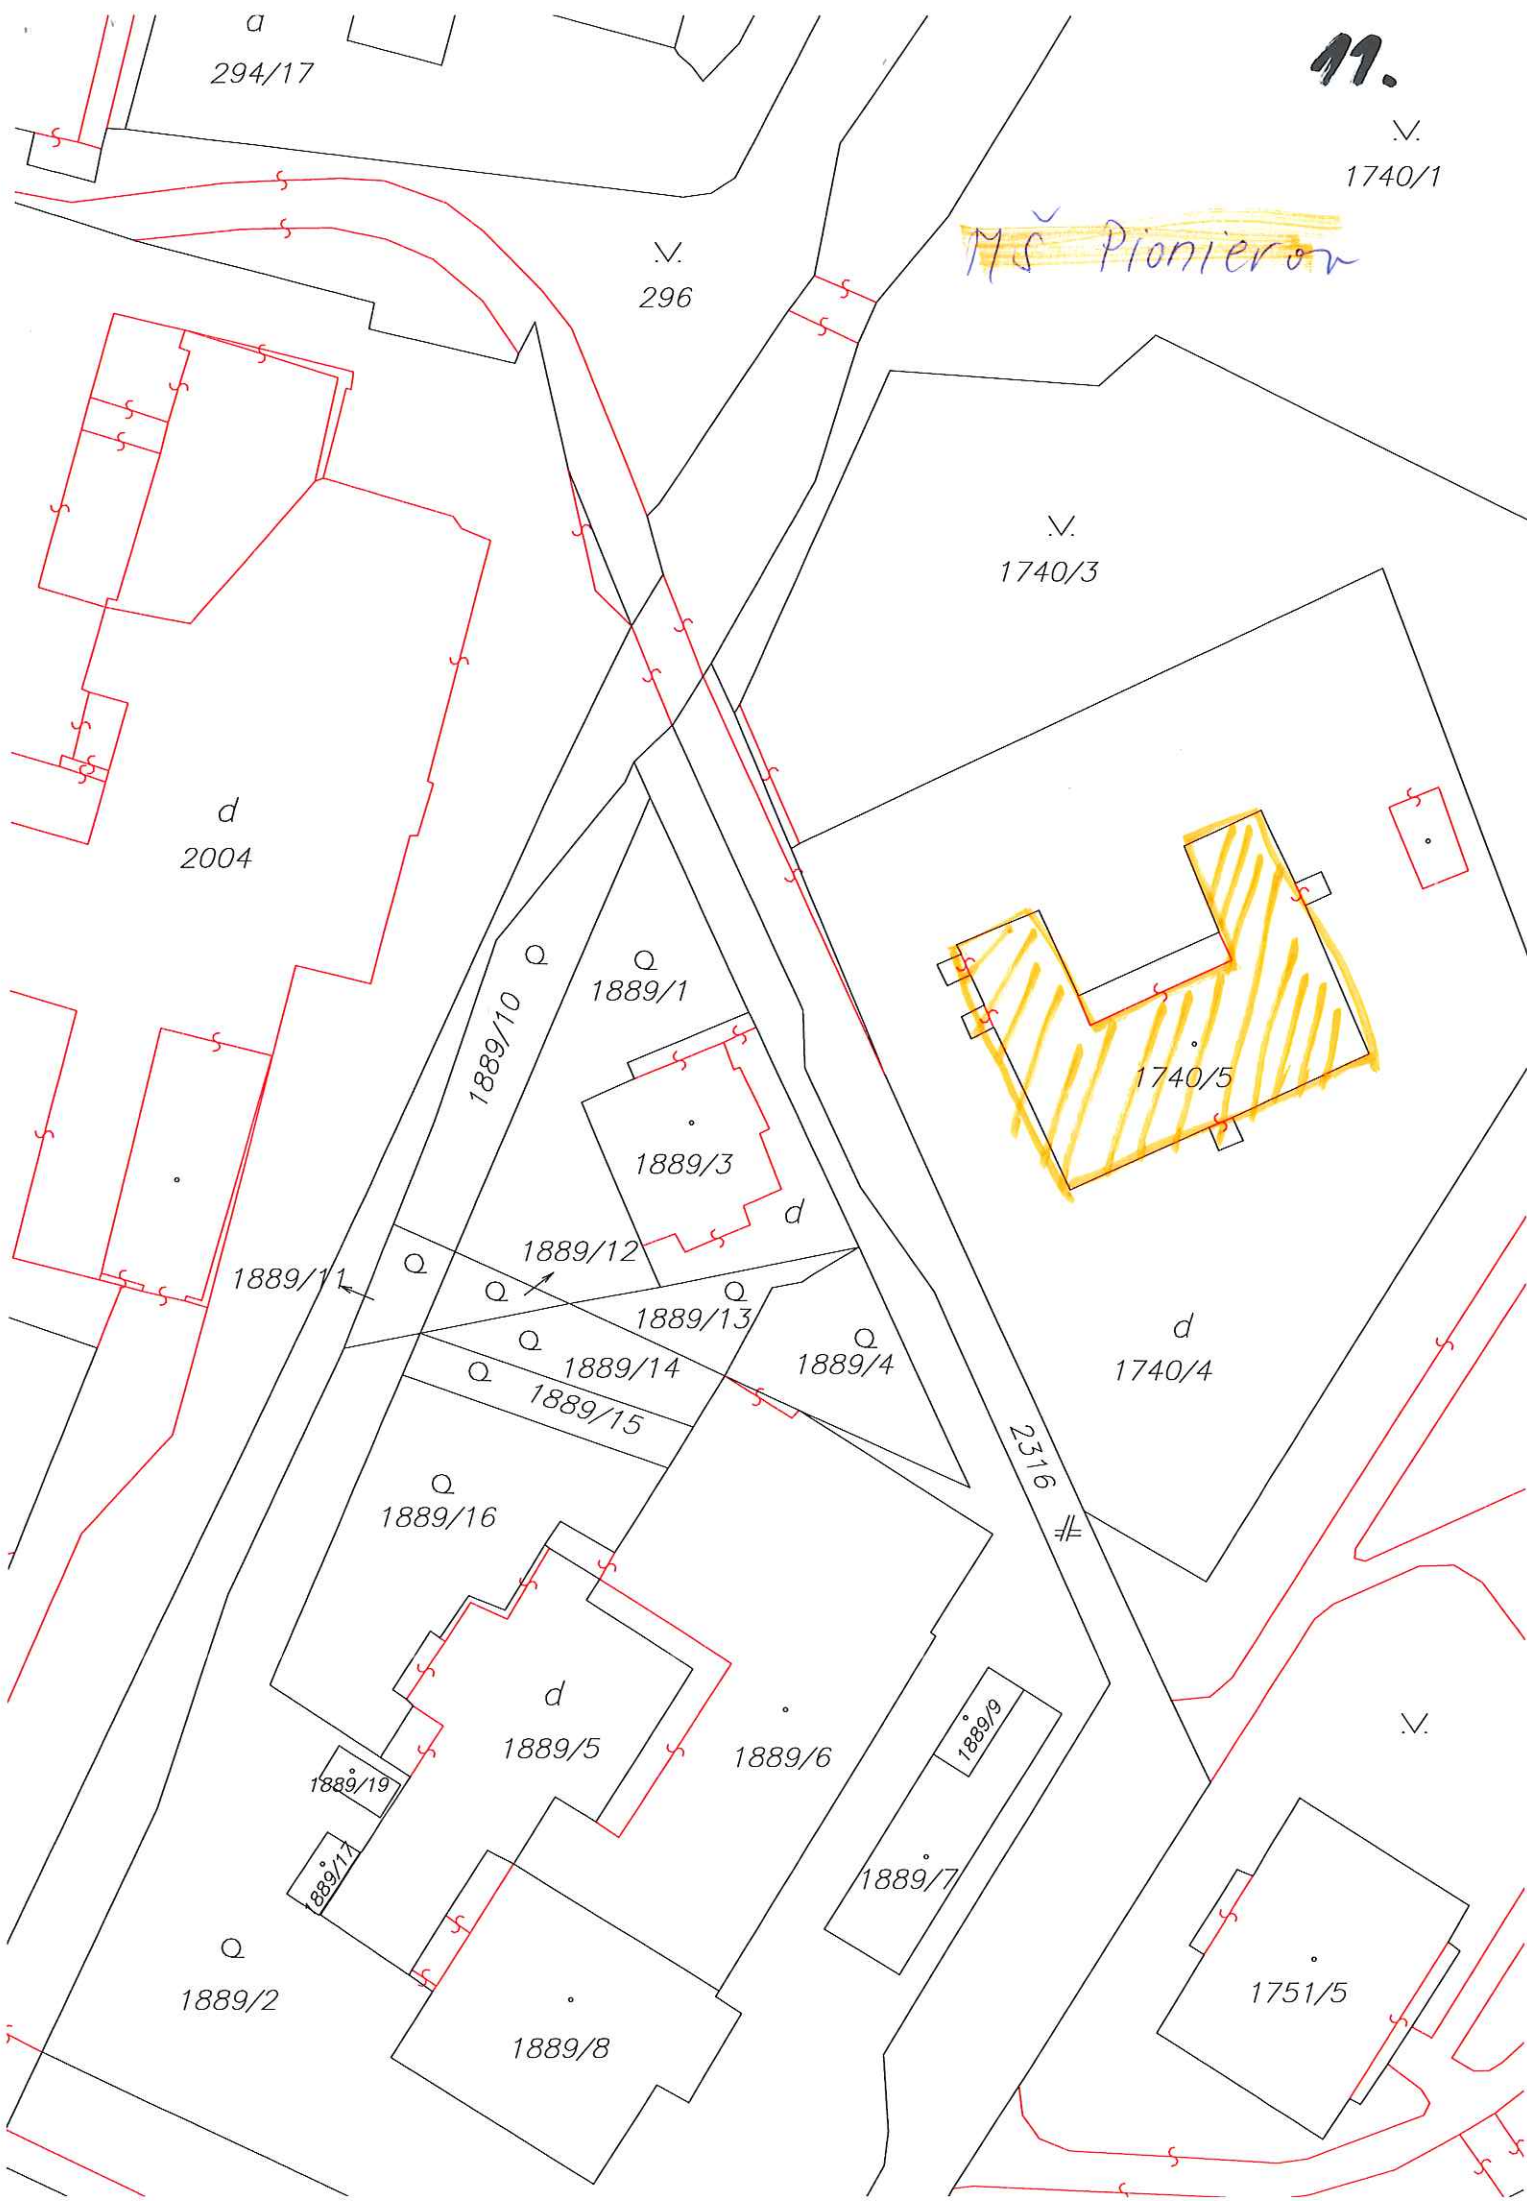 11.
d
294/17
V.
1740/1
MŠ Pionierov
V.
296
V.
1740/3
d
2004
Q
Q
1889/1
1889/10
1740/5
1889/3
d
1889/12
Q
1889/11
Q
Q
1889/13
d
1740/4
Q
1889/14
Q
1889/4
Q
1889/15
2316
Q
1889/16
d
1889/5
1889/6
1889/9
V.
1889/19
1889/17
1889/7
Q
1889/2
1889/8
1751/5